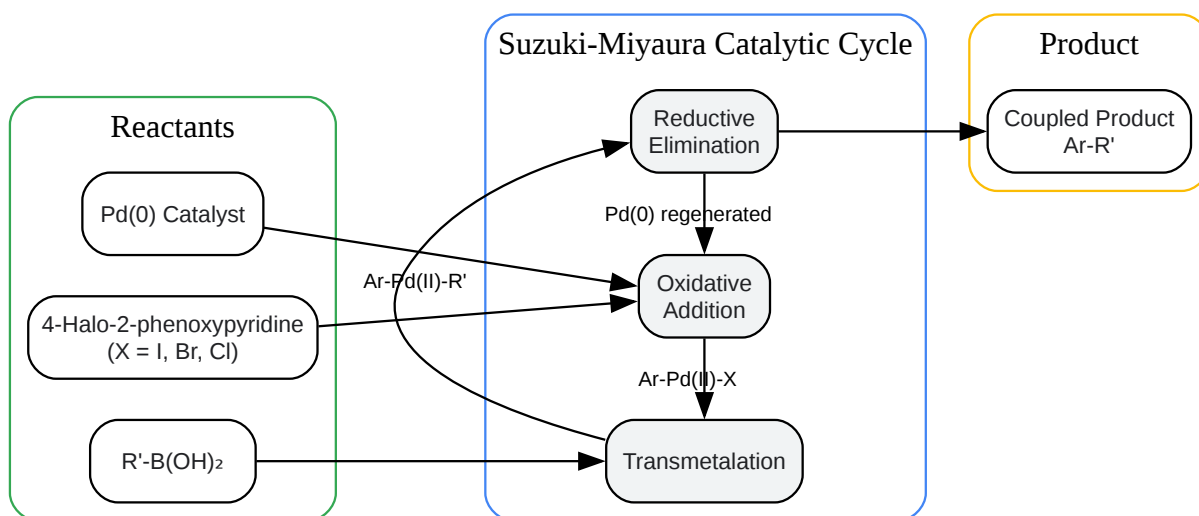 Reactants
Pd(0) Catalyst
4-Halo-2-phenoxypyridine
(X = I, Br, Cl)
R'-B(OH)₂
Suzuki-Miyaura Catalytic Cycle
Reductive
Elimination
Pd(0) regenerated
Ar-Pd(II)-R'
Oxidative
Addition
Ar-Pd(II)-X
Transmetalation
Product
Coupled Product
Ar-R'